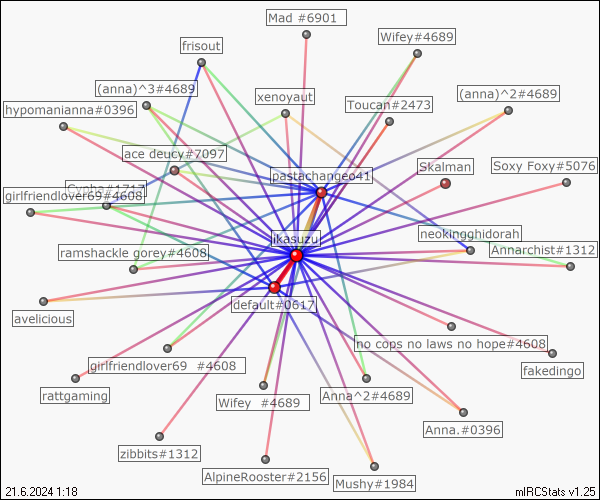 Mad #6901
Wifey#4689
frisout
(anna)^3#4689
xenoyaut
Toucan#2473
(anna)^2#4689
hypomanianna#0396
ace deucy#7097
Skalman
Soxy Foxy#5076
pastachangeo41
girlfriendlover69#4608
neokingghidorah
jikasuzu
Annarchist#1312
ramshackle gorey#4608
avelicious
default#0617
no cops no laws no hope#4608
girlfriendlover69 #4608
fakedingo
rattgaming
Wifey #4689
Anna^2#4689
Anna.#0396
zibbits#1312
AlpineRooster#2156
Mushy#1984
21.6.2024 1:18
mIRCStats v1.25